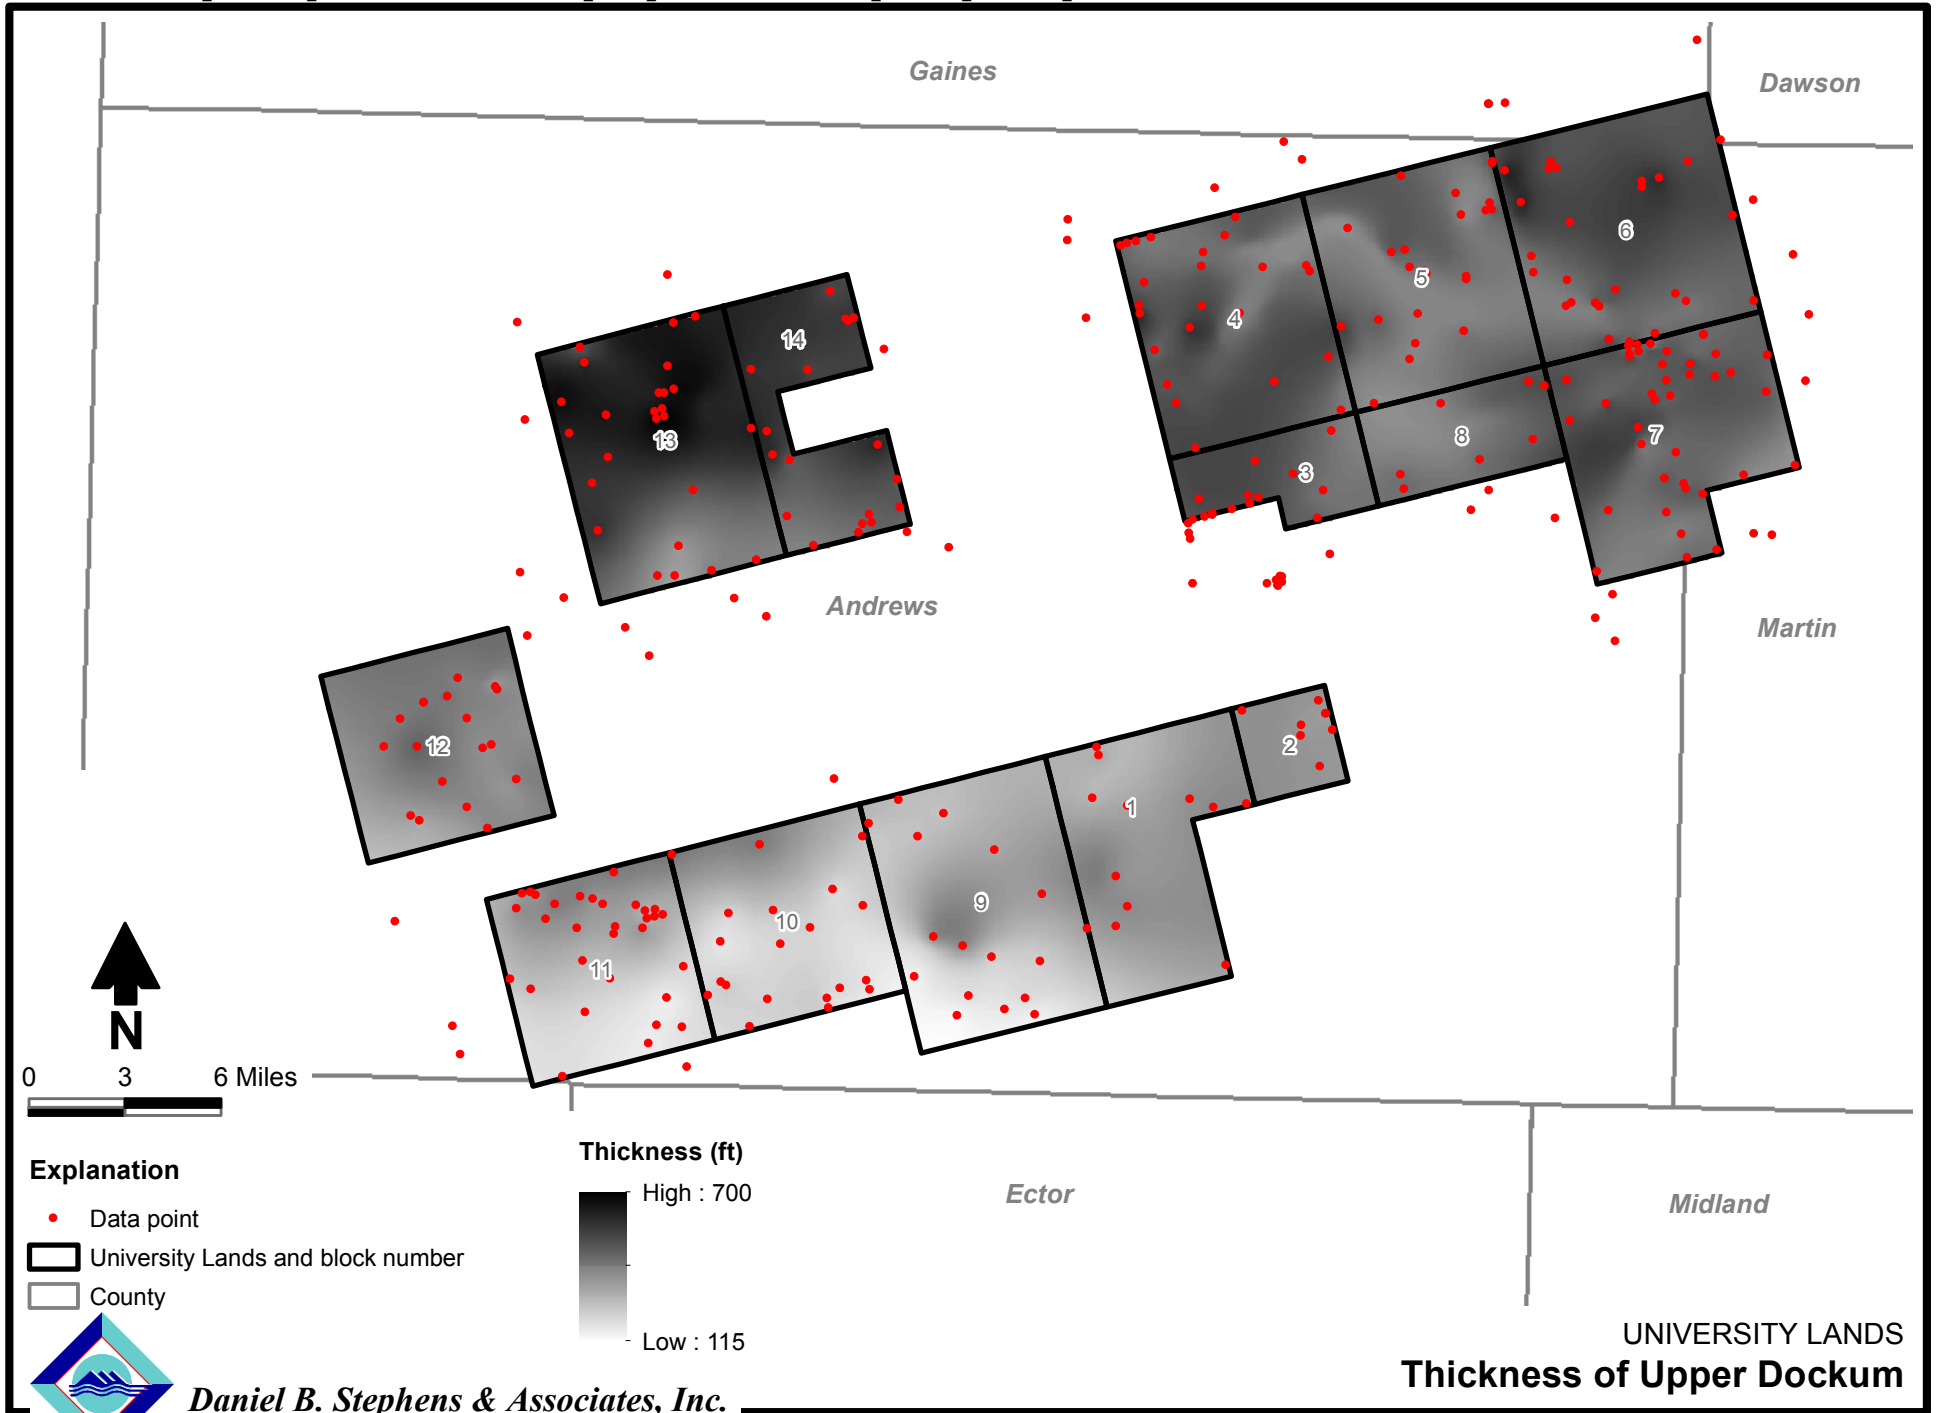 Gaines
Dawson
6
14
5
4
13
7
8
3
Andrews
Martin
12
2
1
9
10
11
N
0 3 6 Miles
Thickness (ft)
Explanation
High : 700
Ector
Midland
Data point
University Lands and block number
County
Low : 115
UNIVERSITY LANDS
Thickness of Upper Dockum
Daniel B. Stephens & Associates, Inc.